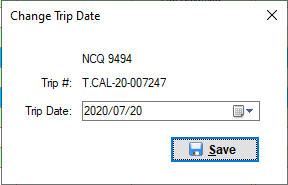 Change Trip Date
NCQ 9494
Trip #: T.CAL-20-007247
Trip Date: 2020/07/20
Save